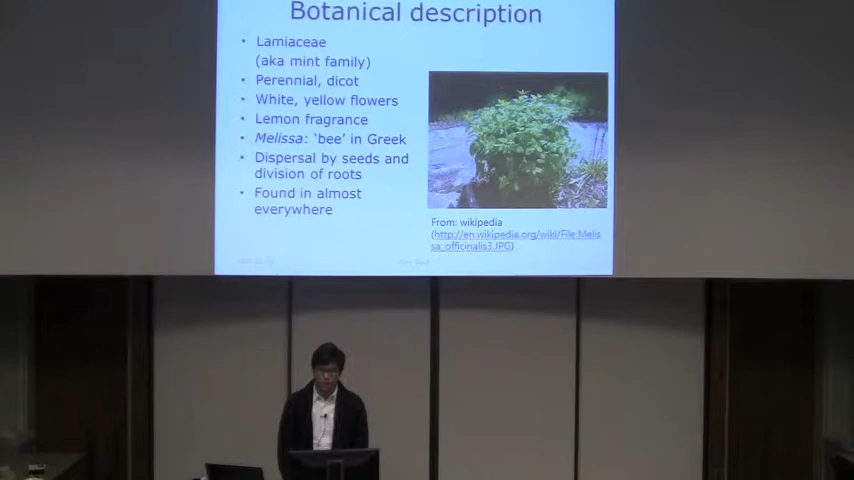 Botanical description
• Lamiaceae
(aka mint family)
• Perennial, dicot
• White, yellow flowers
• Lemon fragrance
• Melissa: ‘bee’ in Greek
• Dispersal by seeds and
division of roots
• Found in almost
everywhere
From: wikipedia
(http://en.wikipedia.org/wiki/File:Melis
sa_officinalis3.JPG)